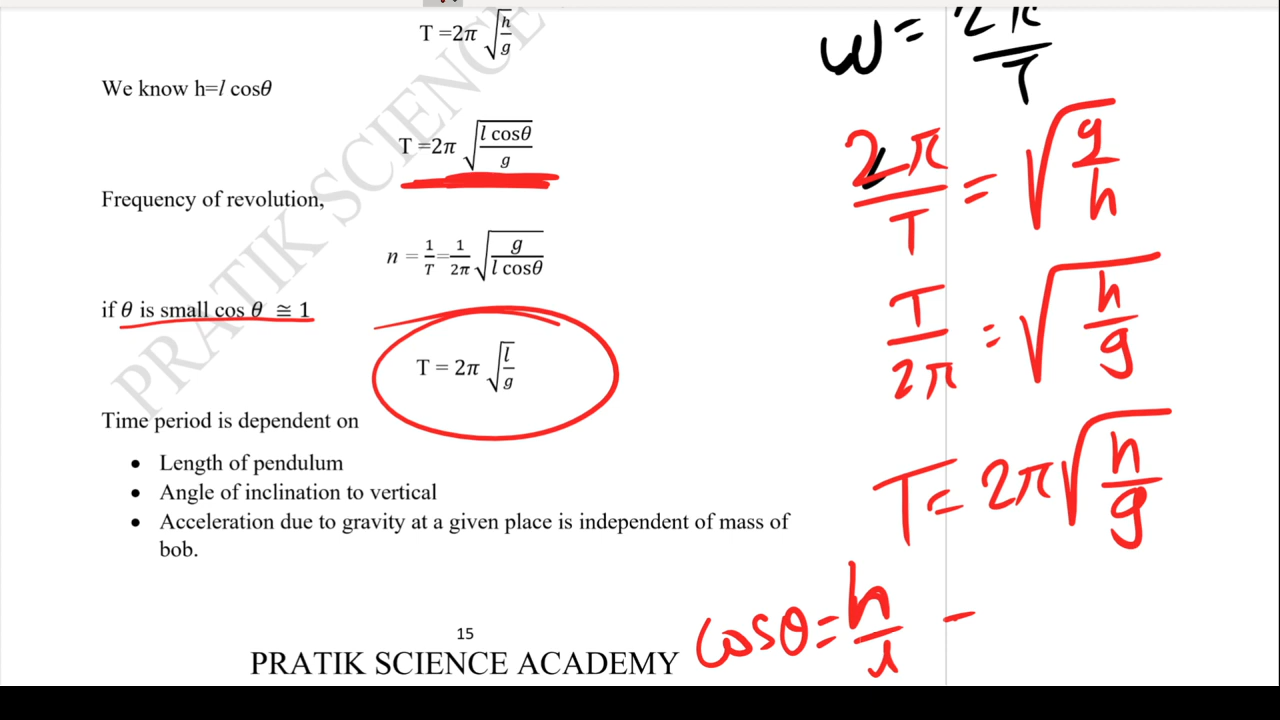 T =2π √(h/g)
We know h=l cosθ
T =2π √(l cosθ/g)
Frequency of revolution,
n = 1/T = 1/2π √(g/l cosθ)
if θ is small cos θ ≅ 1
T = 2π √(l/g)
Time period is dependent on
• Length of pendulum
• Angle of inclination to vertical
• Acceleration due to gravity at a given place is independent of mass of
bob.
15
PRATIK SCIENCE ACADEMY
PRATIK SCIENCE
ω = 2π/T
2π/T = √(g/h)
T/2π = √(h/g)
T = 2π √(h/g)
cosθ = h/l –